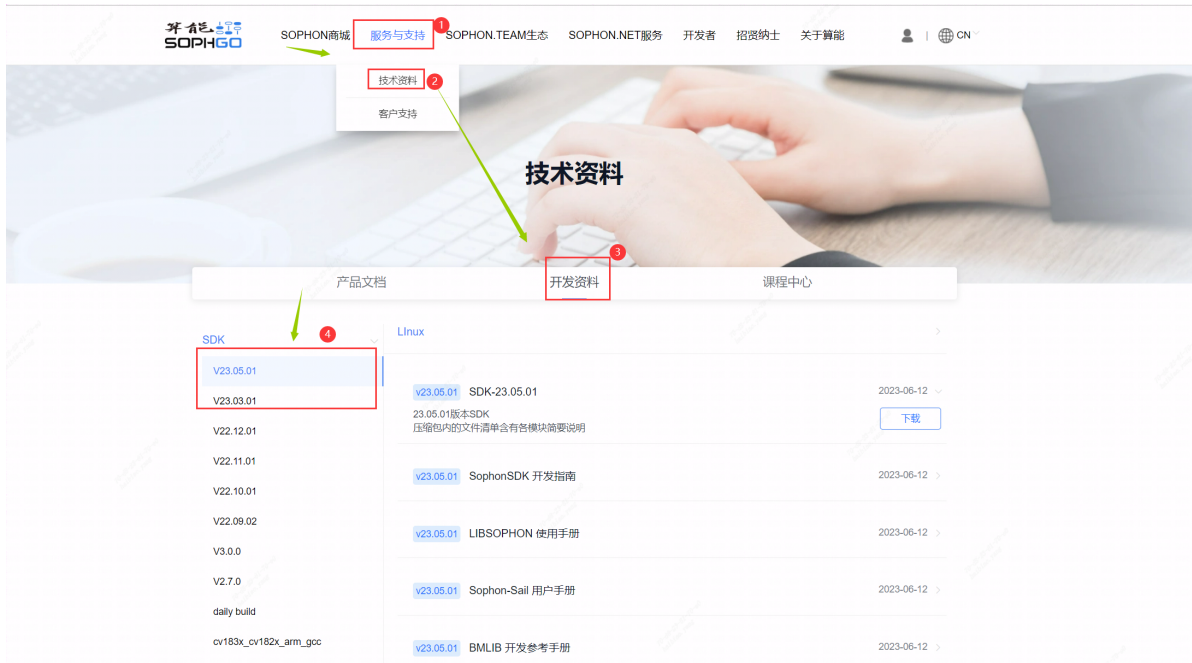 算能
SOPHGO
SOPHON商城 服务与支持 1 SOPHON.TEAM生态 SOPHON.NET服务 开发者 招贤纳士 关于算能 CN
技术资料 2
客户支持
技术资料
3
产品文档 开发资料 课程中心
SDK 4
V23.05.01
V23.03.01
V22.12.01
V22.11.01
V22.10.01
V22.09.02
V3.0.0
V2.7.0
daily build
cv183x_cv182x_arm_gcc
LInux
v23.05.01 SDK-23.05.01 2023-06-12
23.05.01版本SDK
压缩包内的文件清单含有各模块简要说明
下载
v23.05.01 SophonSDK 开发指南 2023-06-12
v23.05.01 LIBSOPHON 使用手册 2023-06-12
v23.05.01 Sophon-Sail 用户手册 2023-06-12
v23.05.01 BMLIB 开发参考手册 2023-06-12